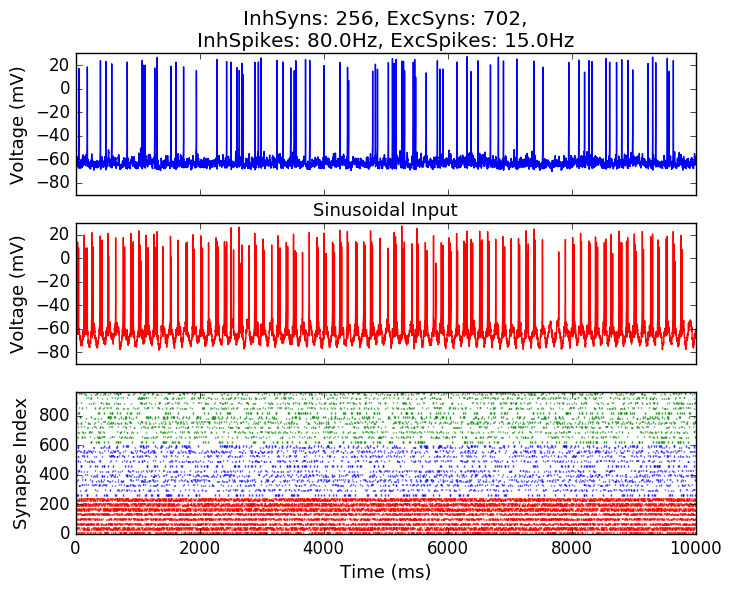 InhSyns: 256, ExcSyns: 702,
InhSpikes: 80.0Hz, ExcSpikes: 15.0Hz
Voltage (mV)
20
0
−20
−40
−60
−80
Sinusoidal Input
Voltage (mV)
20
0
−20
−40
−60
−80
Synapse Index
800
600
400
200
0
0 2000 4000 6000 8000 10000
Time (ms)